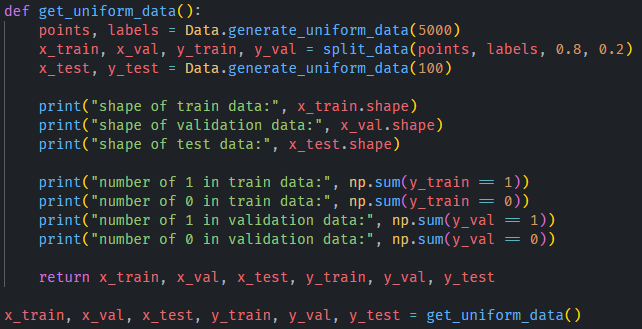 def get_uniform_data():
    points, labels = Data.generate_uniform_data(5000)
    x_train, x_val, y_train, y_val = split_data(points, labels, 0.8, 0.2)
    x_test, y_test = Data.generate_uniform_data(100)

    print("shape of train data:", x_train.shape)
    print("shape of validation data:", x_val.shape)
    print("shape of test data:", x_test.shape)

    print("number of 1 in train data:", np.sum(y_train == 1))
    print("number of 0 in train data:", np.sum(y_train == 0))
    print("number of 1 in validation data:", np.sum(y_val == 1))
    print("number of 0 in validation data:", np.sum(y_val == 0))

    return x_train, x_val, x_test, y_train, y_val, y_test

x_train, x_val, x_test, y_train, y_val, y_test = get_uniform_data()